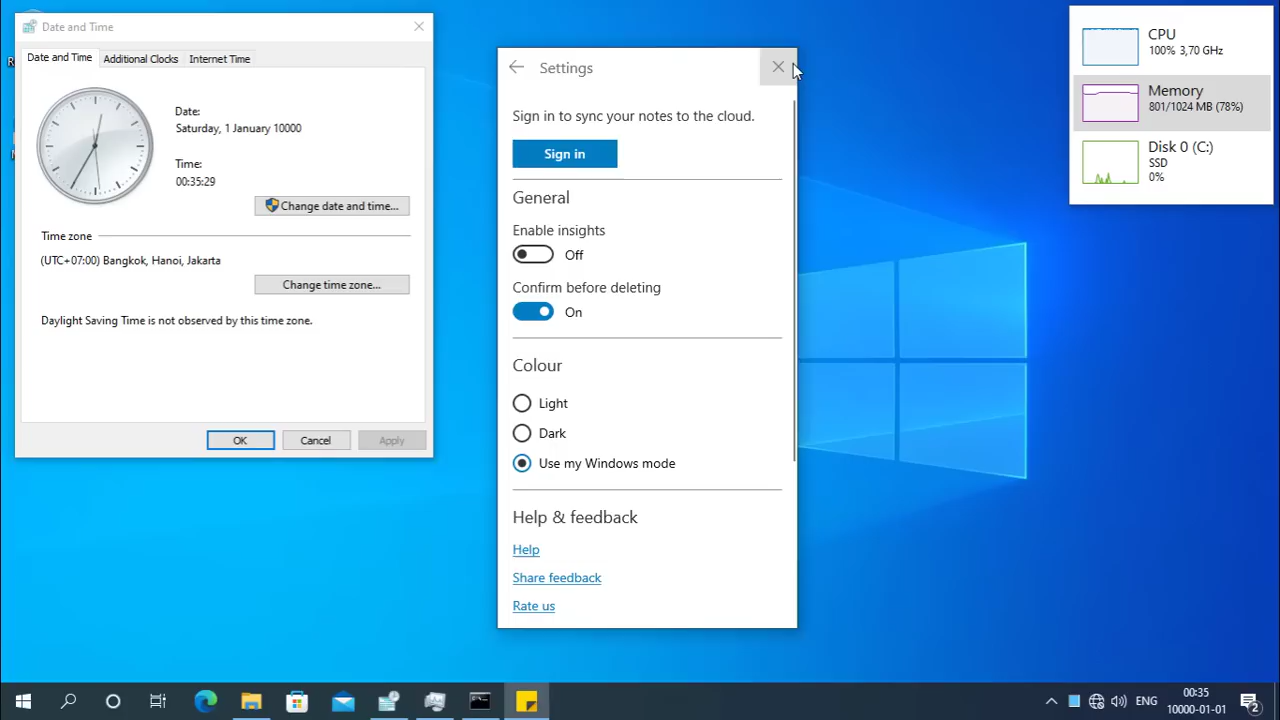 Date and Time
Date and Time
Additional Clocks
Internet Time
Date:
Saturday, 1 January 10000
Time:
00:35:29
Change date and time...
Time zone
(UTC+07:00) Bangkok, Hanoi, Jakarta
Change time zone...
Daylight Saving Time is not observed by this time zone.
OK
Cancel
Apply
Settings
Sign in to sync your notes to the cloud.
Sign in
General
Enable insights
Off
Confirm before deleting
On
Colour
Light
Dark
Use my Windows mode
Help & feedback
Help
Share feedback
Rate us
CPU
100% 3,70 GHz
Memory
801/1024 MB (78%)
Disk 0 (C:)
SSD
0%
ENG
00:35
10000-01-01
2